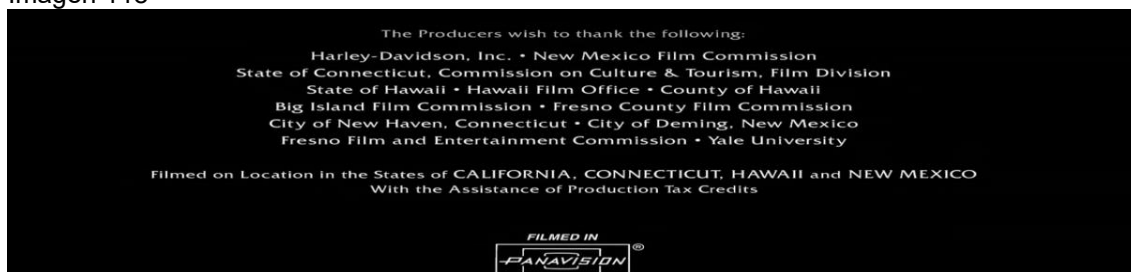 The Producers wish to thank the following:
Harley-Davidson, Inc. • New Mexico Film Commission
State of Connecticut, Commission on Culture & Tourism, Film Division
State of Hawaii • Hawaii Film Office • County of Hawaii
Big Island Film Commission • Fresno County Film Commission
City of New Haven, Connecticut • City of Deming, New Mexico
Fresno Film and Entertainment Commission • Yale University
Filmed on Location in the States of CALIFORNIA, CONNECTICUT, HAWAII and NEW MEXICO
With the Assistance of Production Tax Credits
FILMED IN
PANAVISION ®